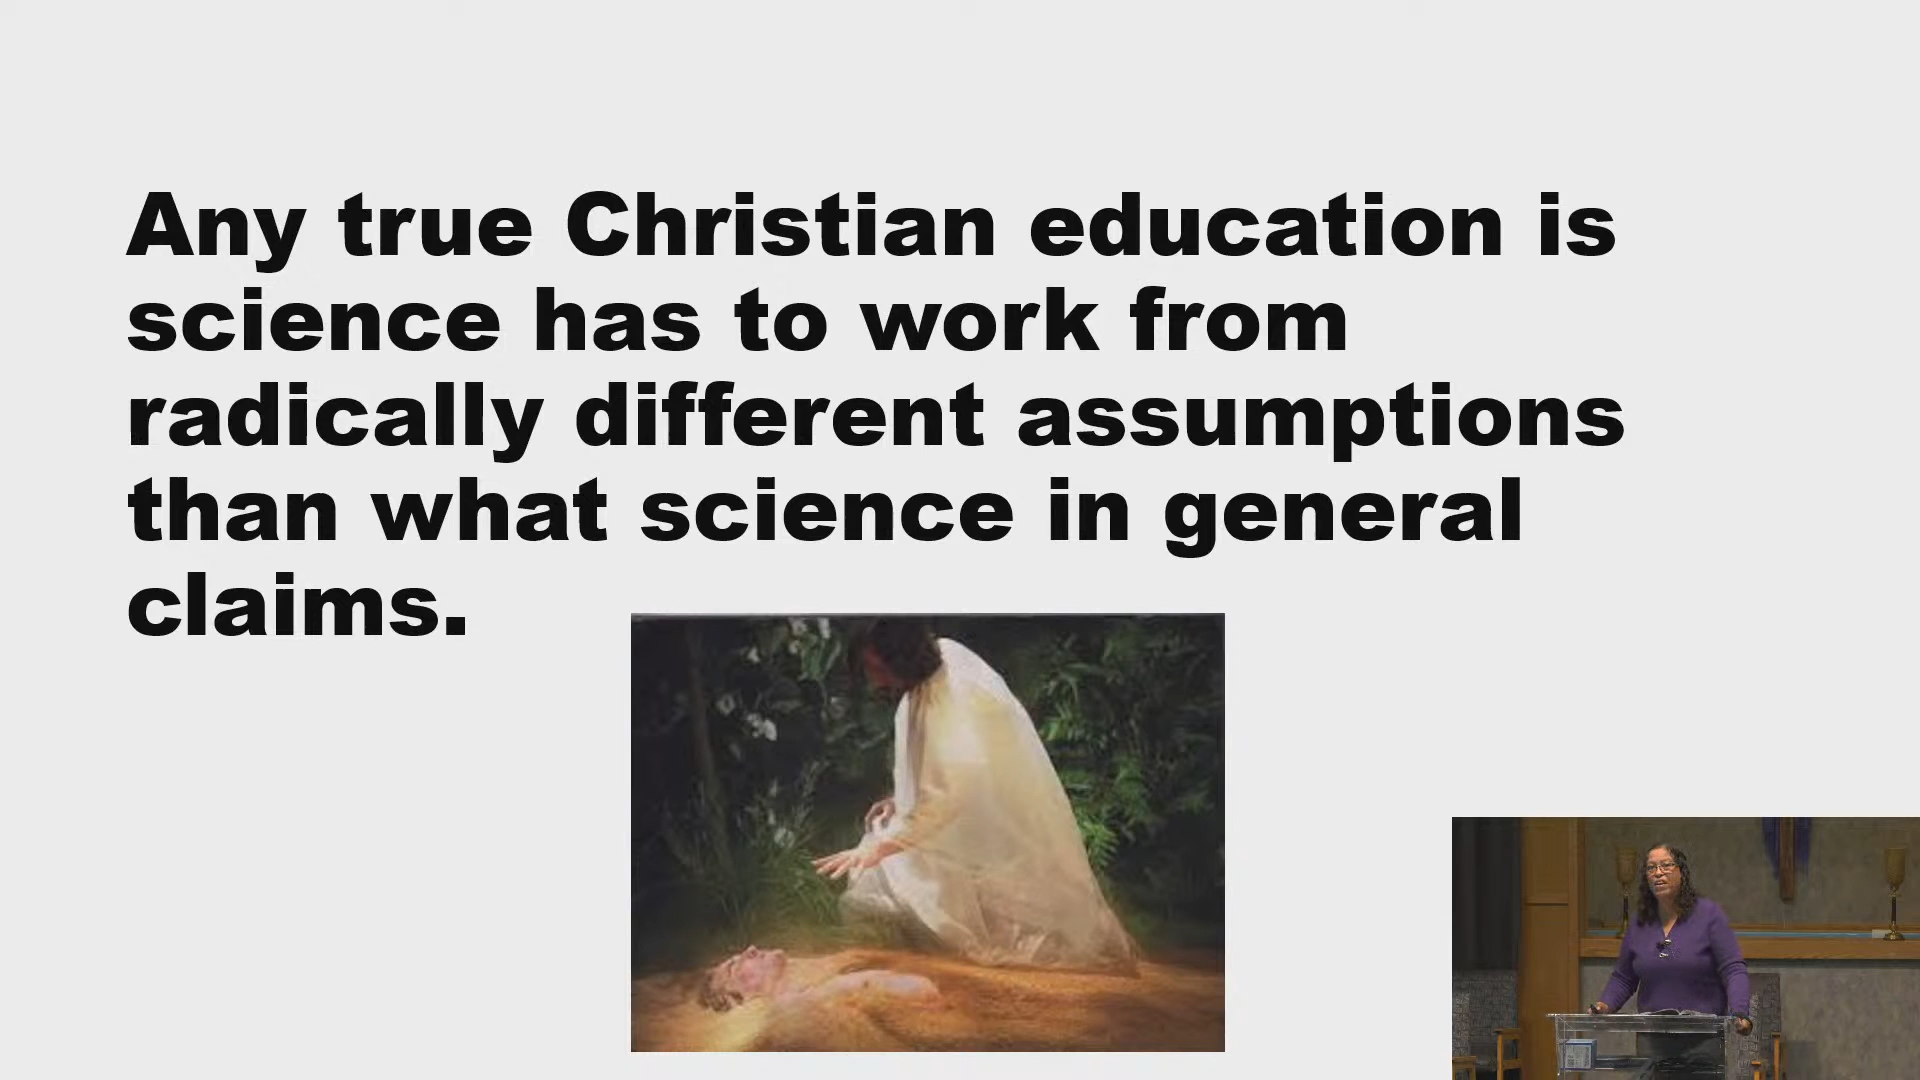 Any true Christian education is
science has to work from
radically different assumptions
than what science in general
claims.